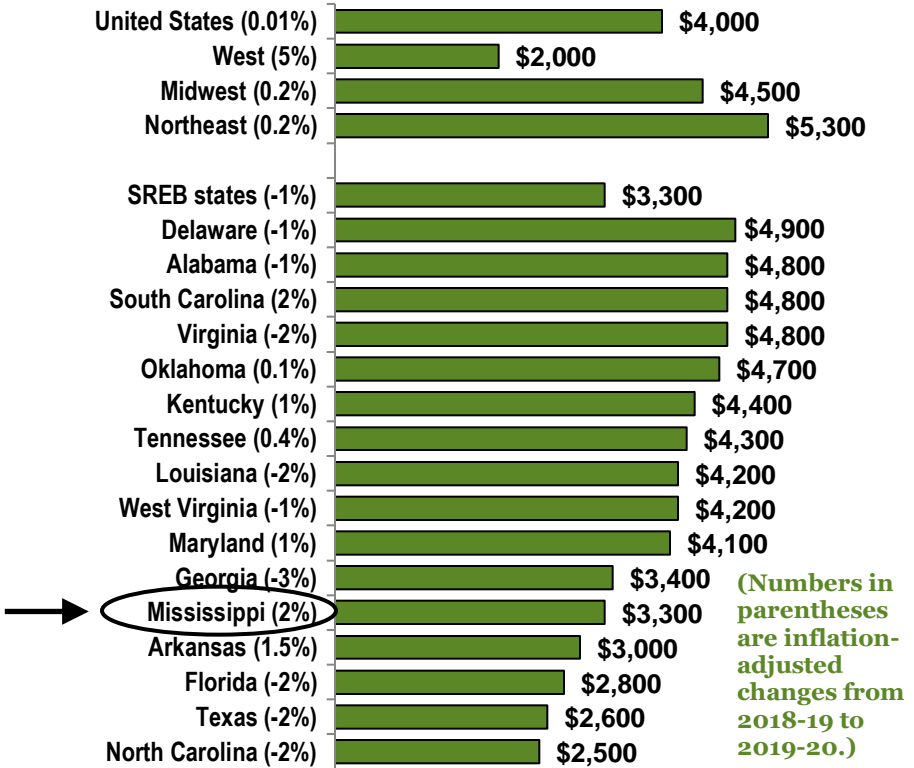 United States (0.01%) $4,000
West (5%) $2,000
Midwest (0.2%) $4,500
Northeast (0.2%) $5,300
SREB states (-1%) $3,300
Delaware (-1%) $4,900
Alabama (-1%) $4,800
South Carolina (2%) $4,800
Virginia (-2%) $4,800
Oklahoma (0.1%) $4,700
Kentucky (1%) $4,400
Tennessee (0.4%) $4,300
Louisiana (-2%) $4,200
West Virginia (-1%) $4,200
Maryland (1%) $4,100
Georgia (-3%) $3,400
Mississippi (2%) $3,300
Arkansas (1.5%) $3,000
Florida (-2%) $2,800
Texas (-2%) $2,600
North Carolina (-2%) $2,500
(Numbers in
parentheses
are inflation-
adjusted
changes from
2018-19 to
2019-20.)